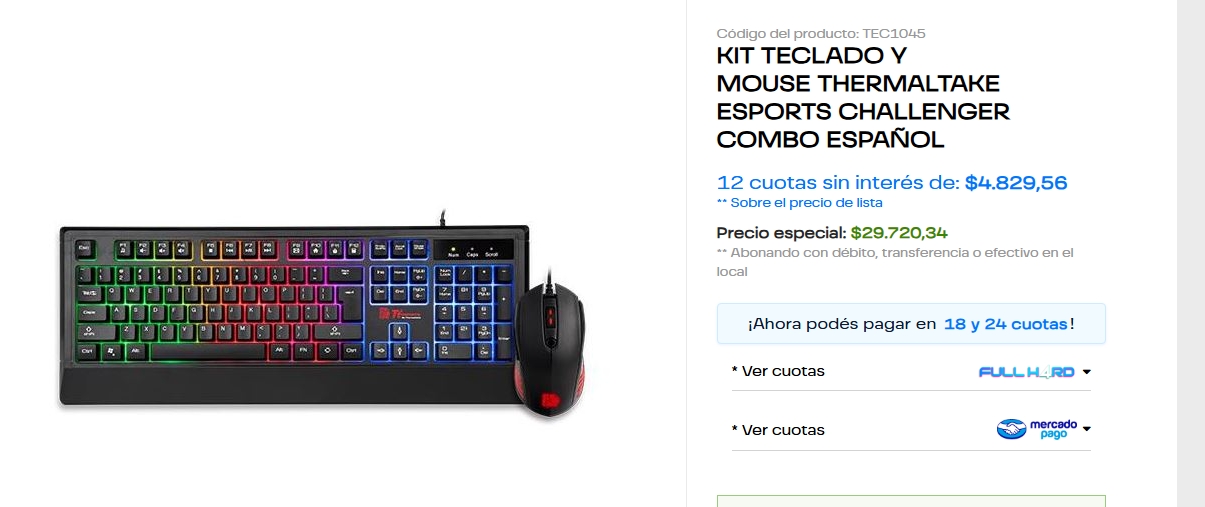 Código del producto: TEC1045
KIT TECLADO Y
MOUSE THERMALTAKE
ESPORTS CHALLENGER
COMBO ESPAÑOL
12 cuotas sin interés de: $4.829,56
** Sobre el precio de lista
Precio especial: $29.720,34
** Abonando con débito, transferencia o efectivo en el
local
¡Ahora podés pagar en 18 y 24 cuotas!
* Ver cuotas
FULL H4RD
* Ver cuotas
mercado
pago
Num Caps Scroll